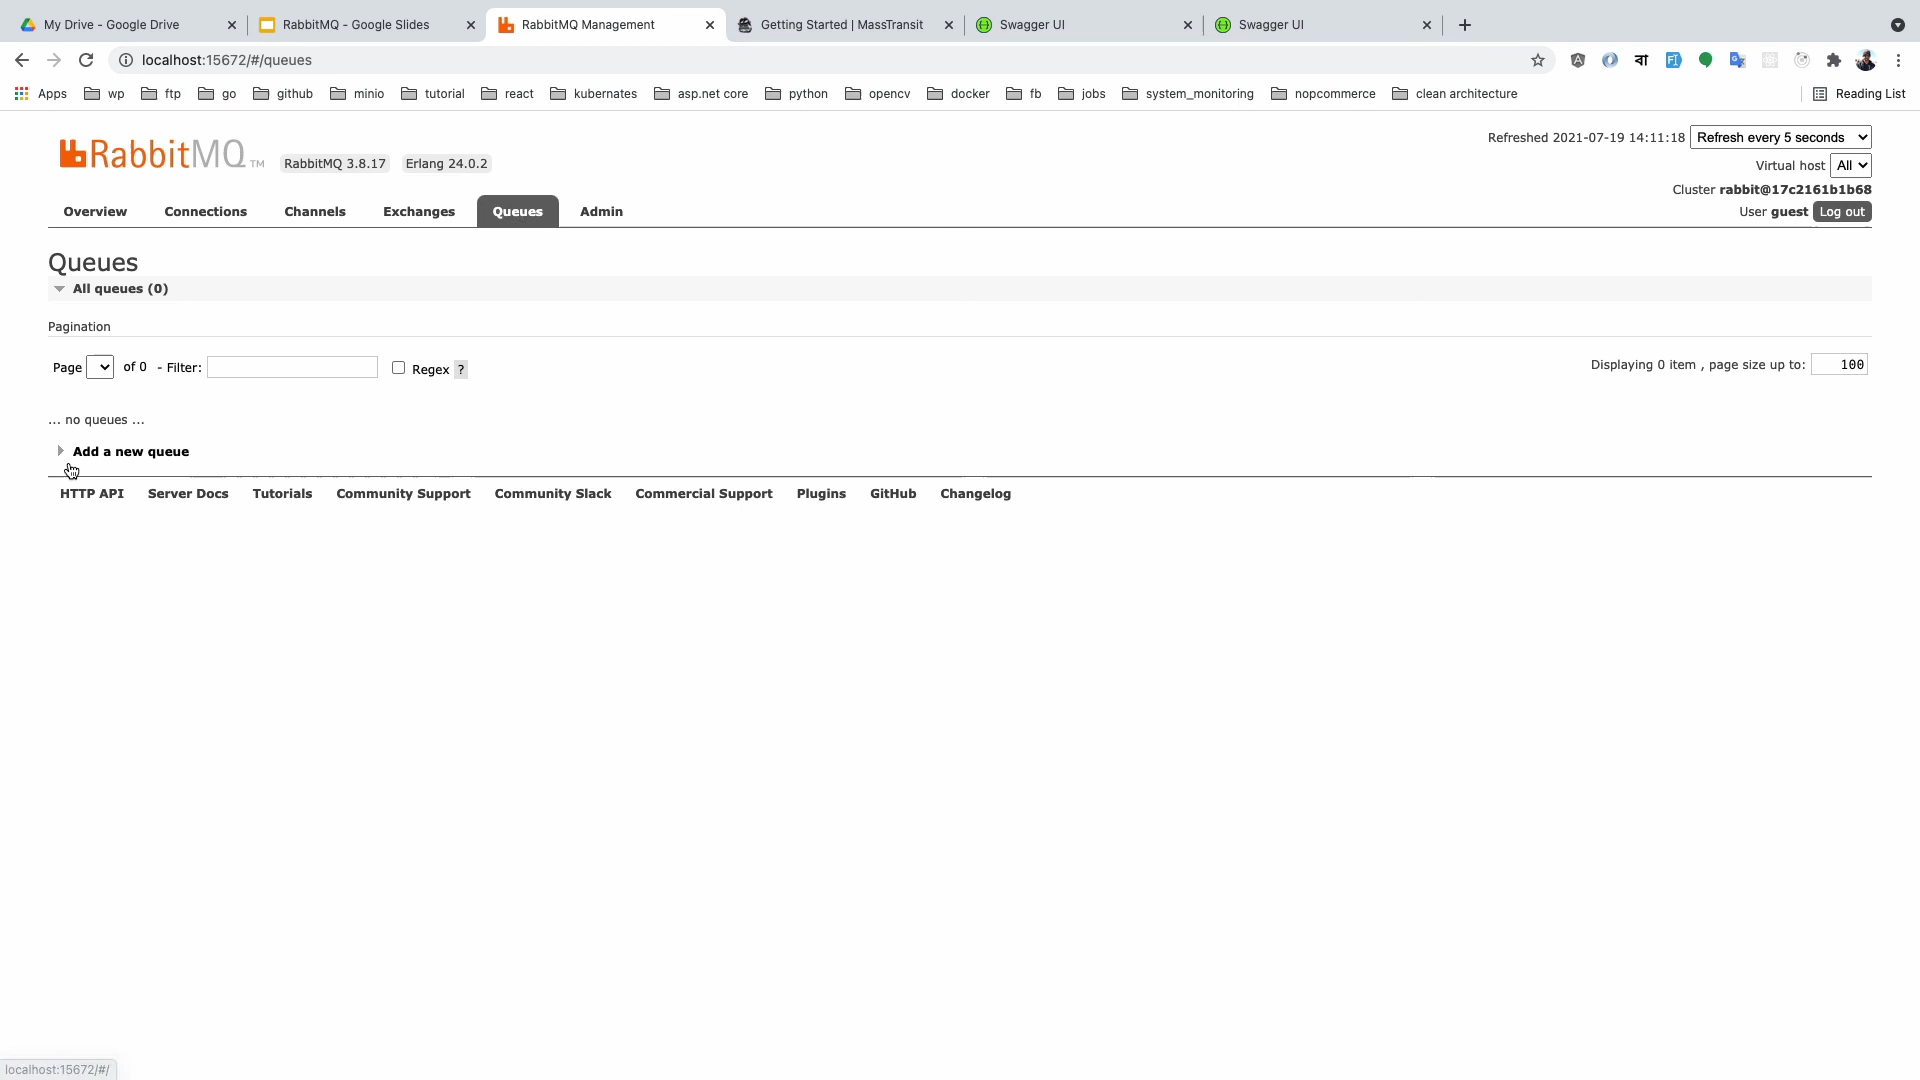 My Drive - Google Drive
RabbitMQ - Google Slides
RabbitMQ Management
Getting Started | MassTransit
Swagger UI
Swagger UI
localhost:15672/#/queues
Apps wp ftp go github minio tutorial react kubernates asp.net core python opencv docker fb jobs system_monitoring nopcommerce clean architecture Reading List
RabbitMQ TM RabbitMQ 3.8.17 Erlang 24.0.2
Refreshed 2021-07-19 14:11:18 Refresh every 5 seconds
Virtual host All
Cluster rabbit@17c2161b1b68
User guest Log out
Overview Connections Channels Exchanges Queues Admin
Queues
All queues (0)
Pagination
Page of 0 - Filter: Regex ?
Displaying 0 item , page size up to: 100
... no queues ...
Add a new queue
HTTP API Server Docs Tutorials Community Support Community Slack Commercial Support Plugins GitHub Changelog
localhost:15672/#/